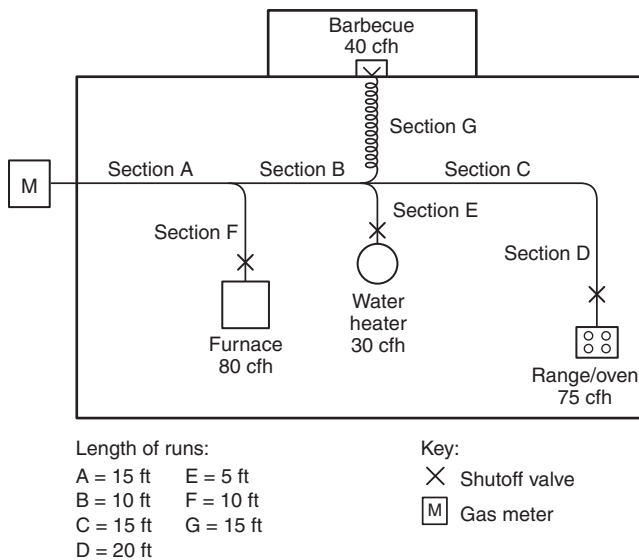 Barbecue
40 cfh
Section G
Section A
Section B
Section C
M
Section E
Section F
Section D
Water
heater
30 cfh
Furnace
80 cfh
Range/oven
75 cfh
Length of runs:
A = 15 ft E = 5 ft
B = 10 ft F = 10 ft
C = 15 ft G = 15 ft
D = 20 ft
Key:
Shutoff valve
M Gas meter